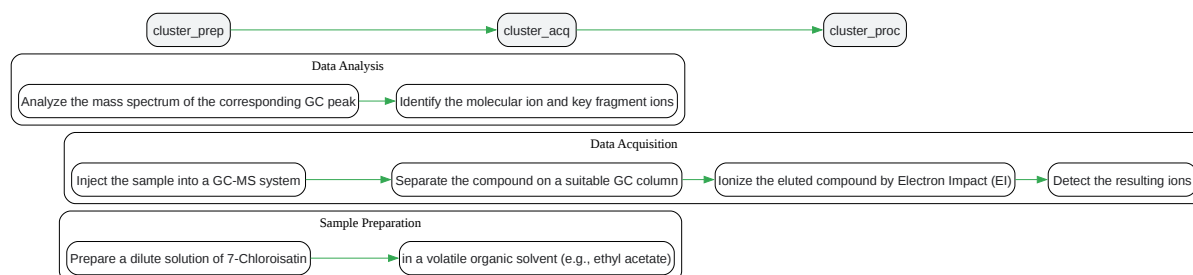 cluster_prep
cluster_acq
cluster_proc
Data Analysis
Analyze the mass spectrum of the corresponding GC peak
Identify the molecular ion and key fragment ions
Data Acquisition
Inject the sample into a GC-MS system
Separate the compound on a suitable GC column
Ionize the eluted compound by Electron Impact (EI)
Detect the resulting ions
Sample Preparation
Prepare a dilute solution of 7-Chloroisatin
in a volatile organic solvent (e.g., ethyl acetate)